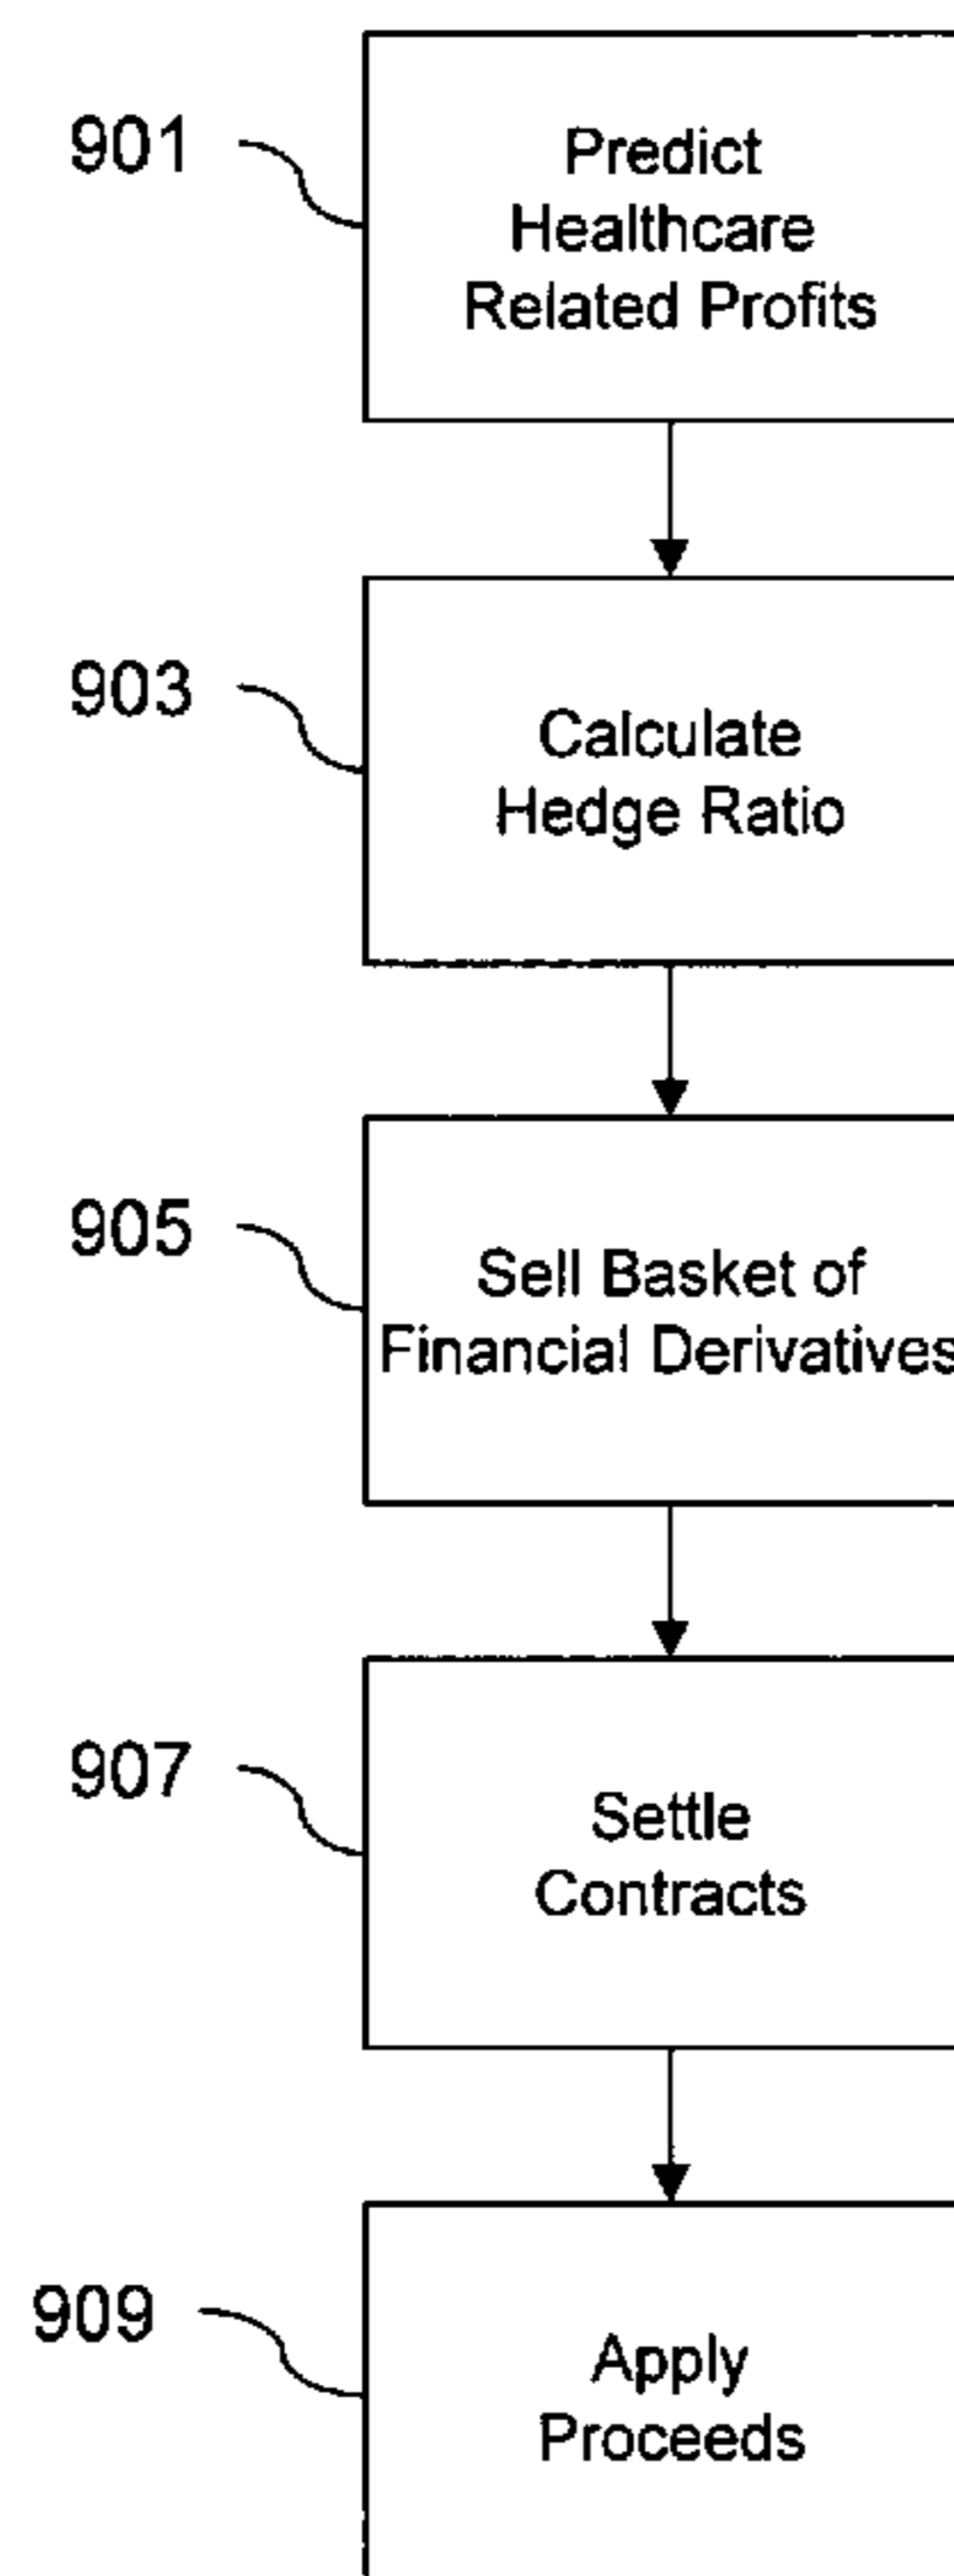 901
Predict
Healthcare
Related Profits
903
Calculate
Hedge Ratio
905
Sell Basket of
Financial Derivatives
907
Settle
Contracts
909
Apply
Proceeds